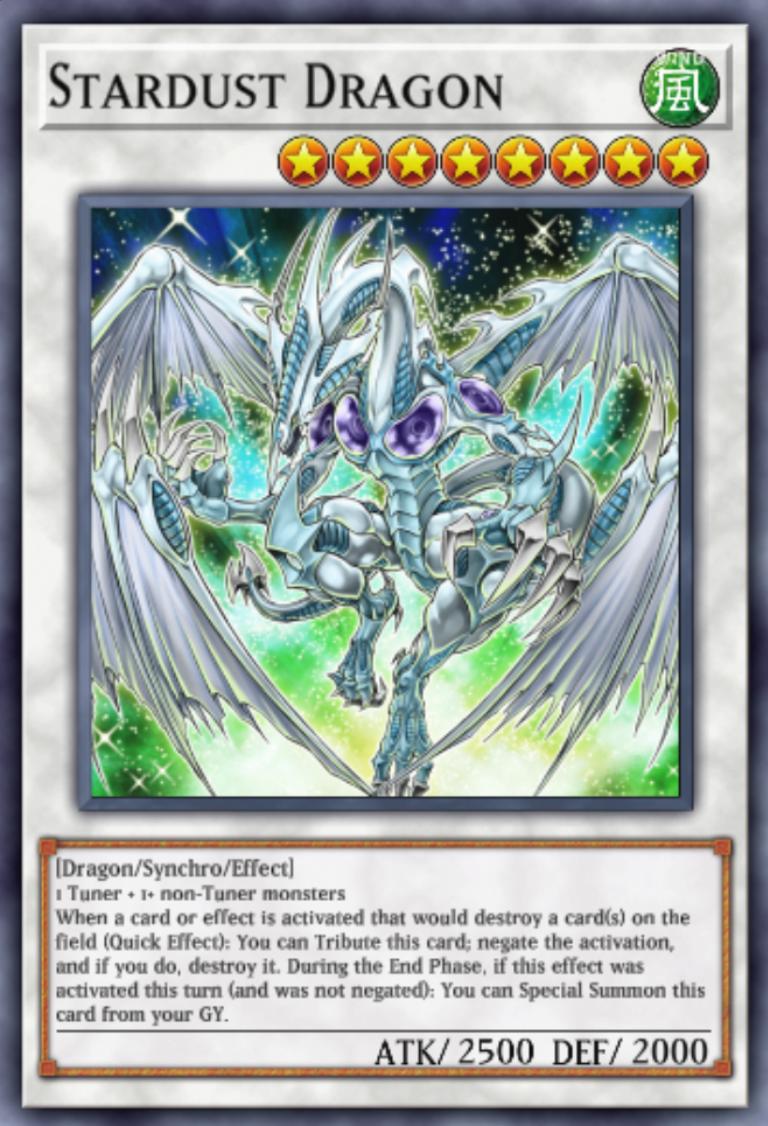 Stardust Dragon
WIND
風
[Dragon/Synchro/Effect]
1 Tuner + 1+ non-Tuner monsters
When a card or effect is activated that would destroy a card(s) on the
field (Quick Effect): You can Tribute this card; negate the activation,
and if you do, destroy it. During the End Phase, if this effect was
activated this turn (and was not negated): You can Special Summon this
card from your GY.
ATK/ 2500 DEF/ 2000